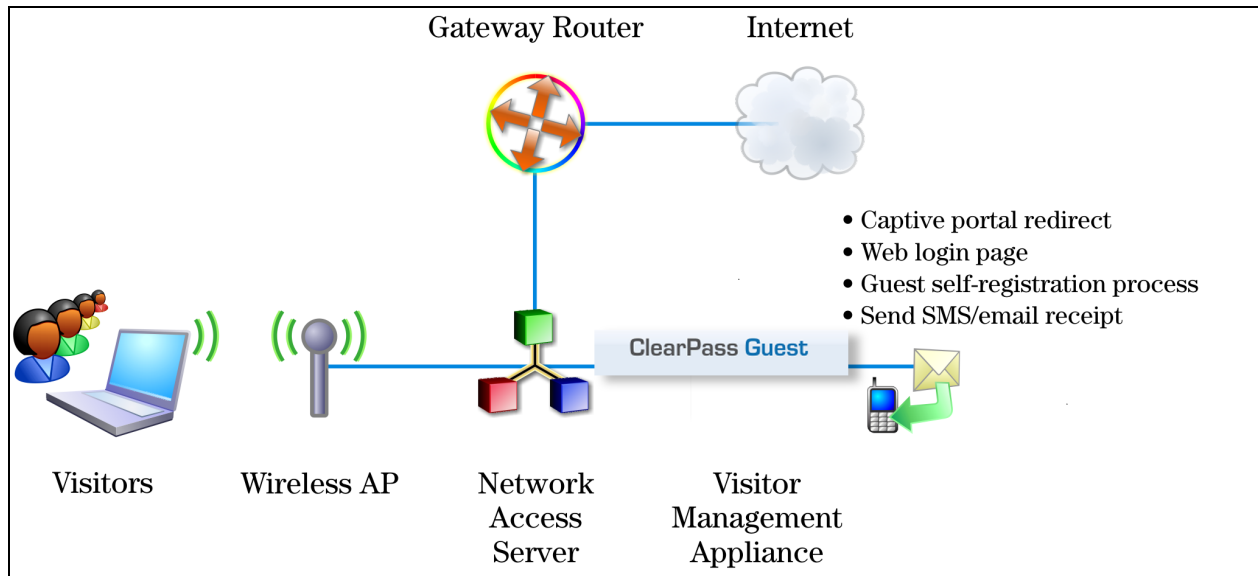 Gateway Router
Internet
• Captive portal redirect
• Web login page
• Guest self-registration process
• Send SMS/email receipt
ClearPass Guest
Visitors
Wireless AP
Network
Access
Server
Visitor
Management
Appliance